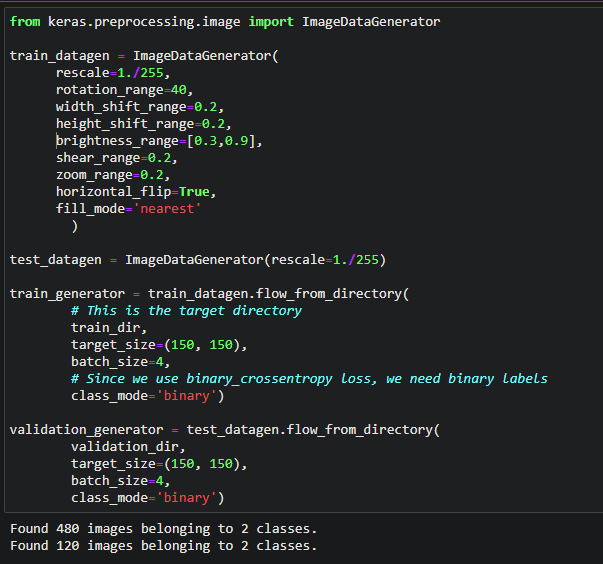 from keras.preprocessing.image import ImageDataGenerator
train_datagen = ImageDataGenerator(
rescale=1./255,
rotation_range=40,
width_shift_range=0.2,
height_shift_range=0.2,
brightness_range=[0.3,0.9],
shear_range=0.2,
zoom_range=0.2,
horizontal_flip=True,
fill_mode='nearest'
)
test_datagen = ImageDataGenerator(rescale=1./255)
train_generator = train_datagen.flow_from_directory(
# This is the target directory
train_dir,
target_size=(150, 150),
batch_size=4,
# Since we use binary_crossentropy loss, we need binary labels
class_mode='binary')
validation_generator = test_datagen.flow_from_directory(
validation_dir,
target_size=(150, 150),
batch_size=4,
class_mode='binary')
Found 480 images belonging to 2 classes.
Found 120 images belonging to 2 classes.